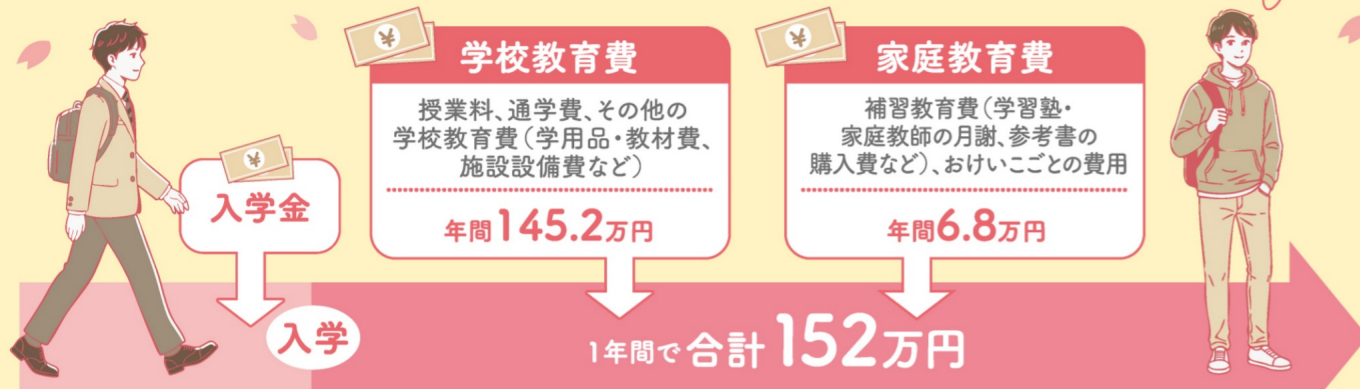 ¥
学校教育費
授業料、通学費、その他の
学校教育費(学用品・教材費、
施設設備費など)
年間145.2万円
¥
家庭教育費
補習教育費(学習塾・
家庭教師の月謝、参考書の
購入費など)、おけいこごとの費用
年間6.8万円
¥
入学金
入学
1年間で合計152万円